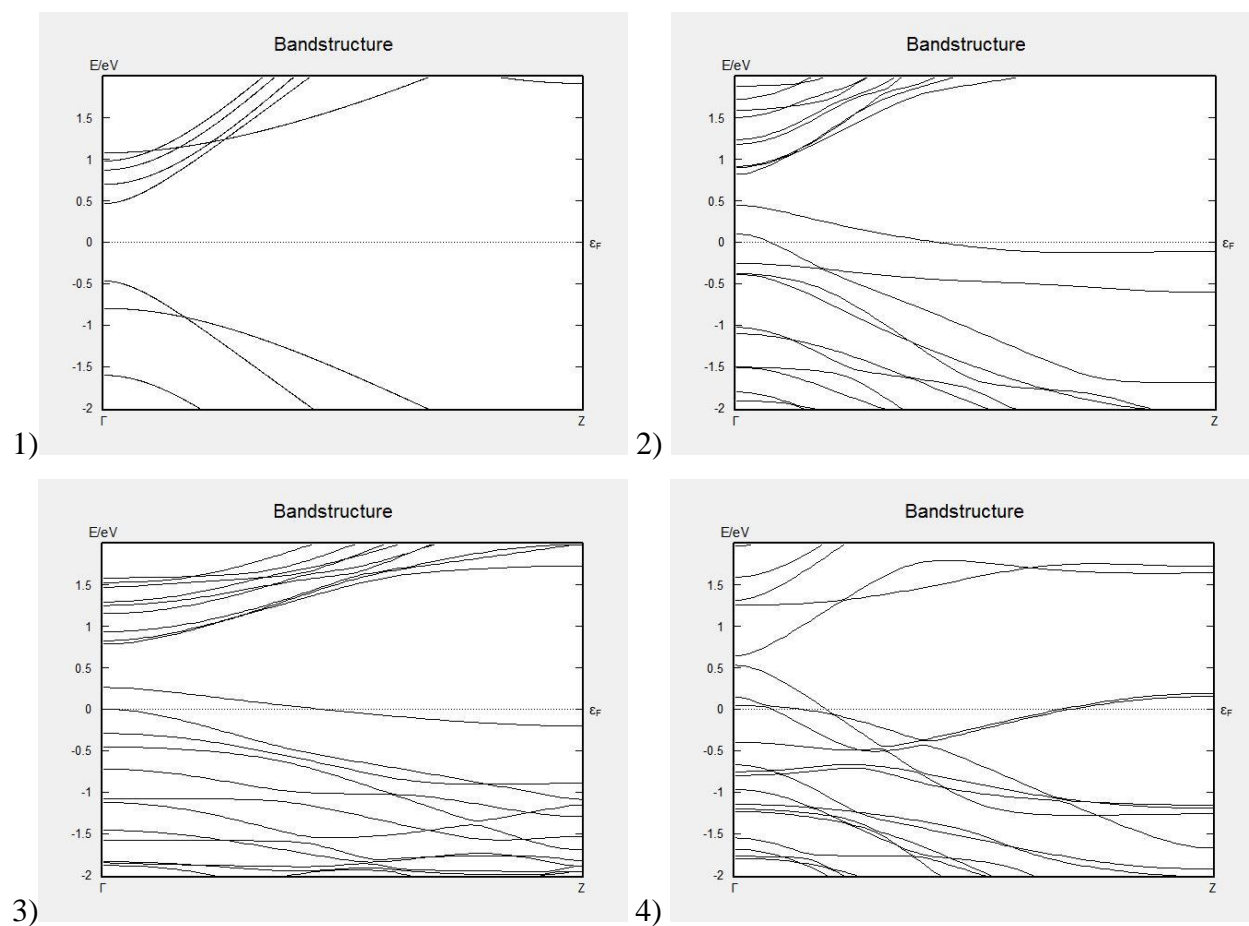 Bandstructure
E/eV
1.5
1
0.5
0
-0.5
-1
-1.5
-2
Γ
Z
εF
1)
Bandstructure
E/eV
1.5
1
0.5
0
-0.5
-1
-1.5
-2
Γ
Z
εF
2)
Bandstructure
E/eV
1.5
1
0.5
0
-0.5
-1
-1.5
-2
Γ
Z
εF
3)
Bandstructure
E/eV
1.5
1
0.5
0
-0.5
-1
-1.5
-2
Γ
Z
εF
4)